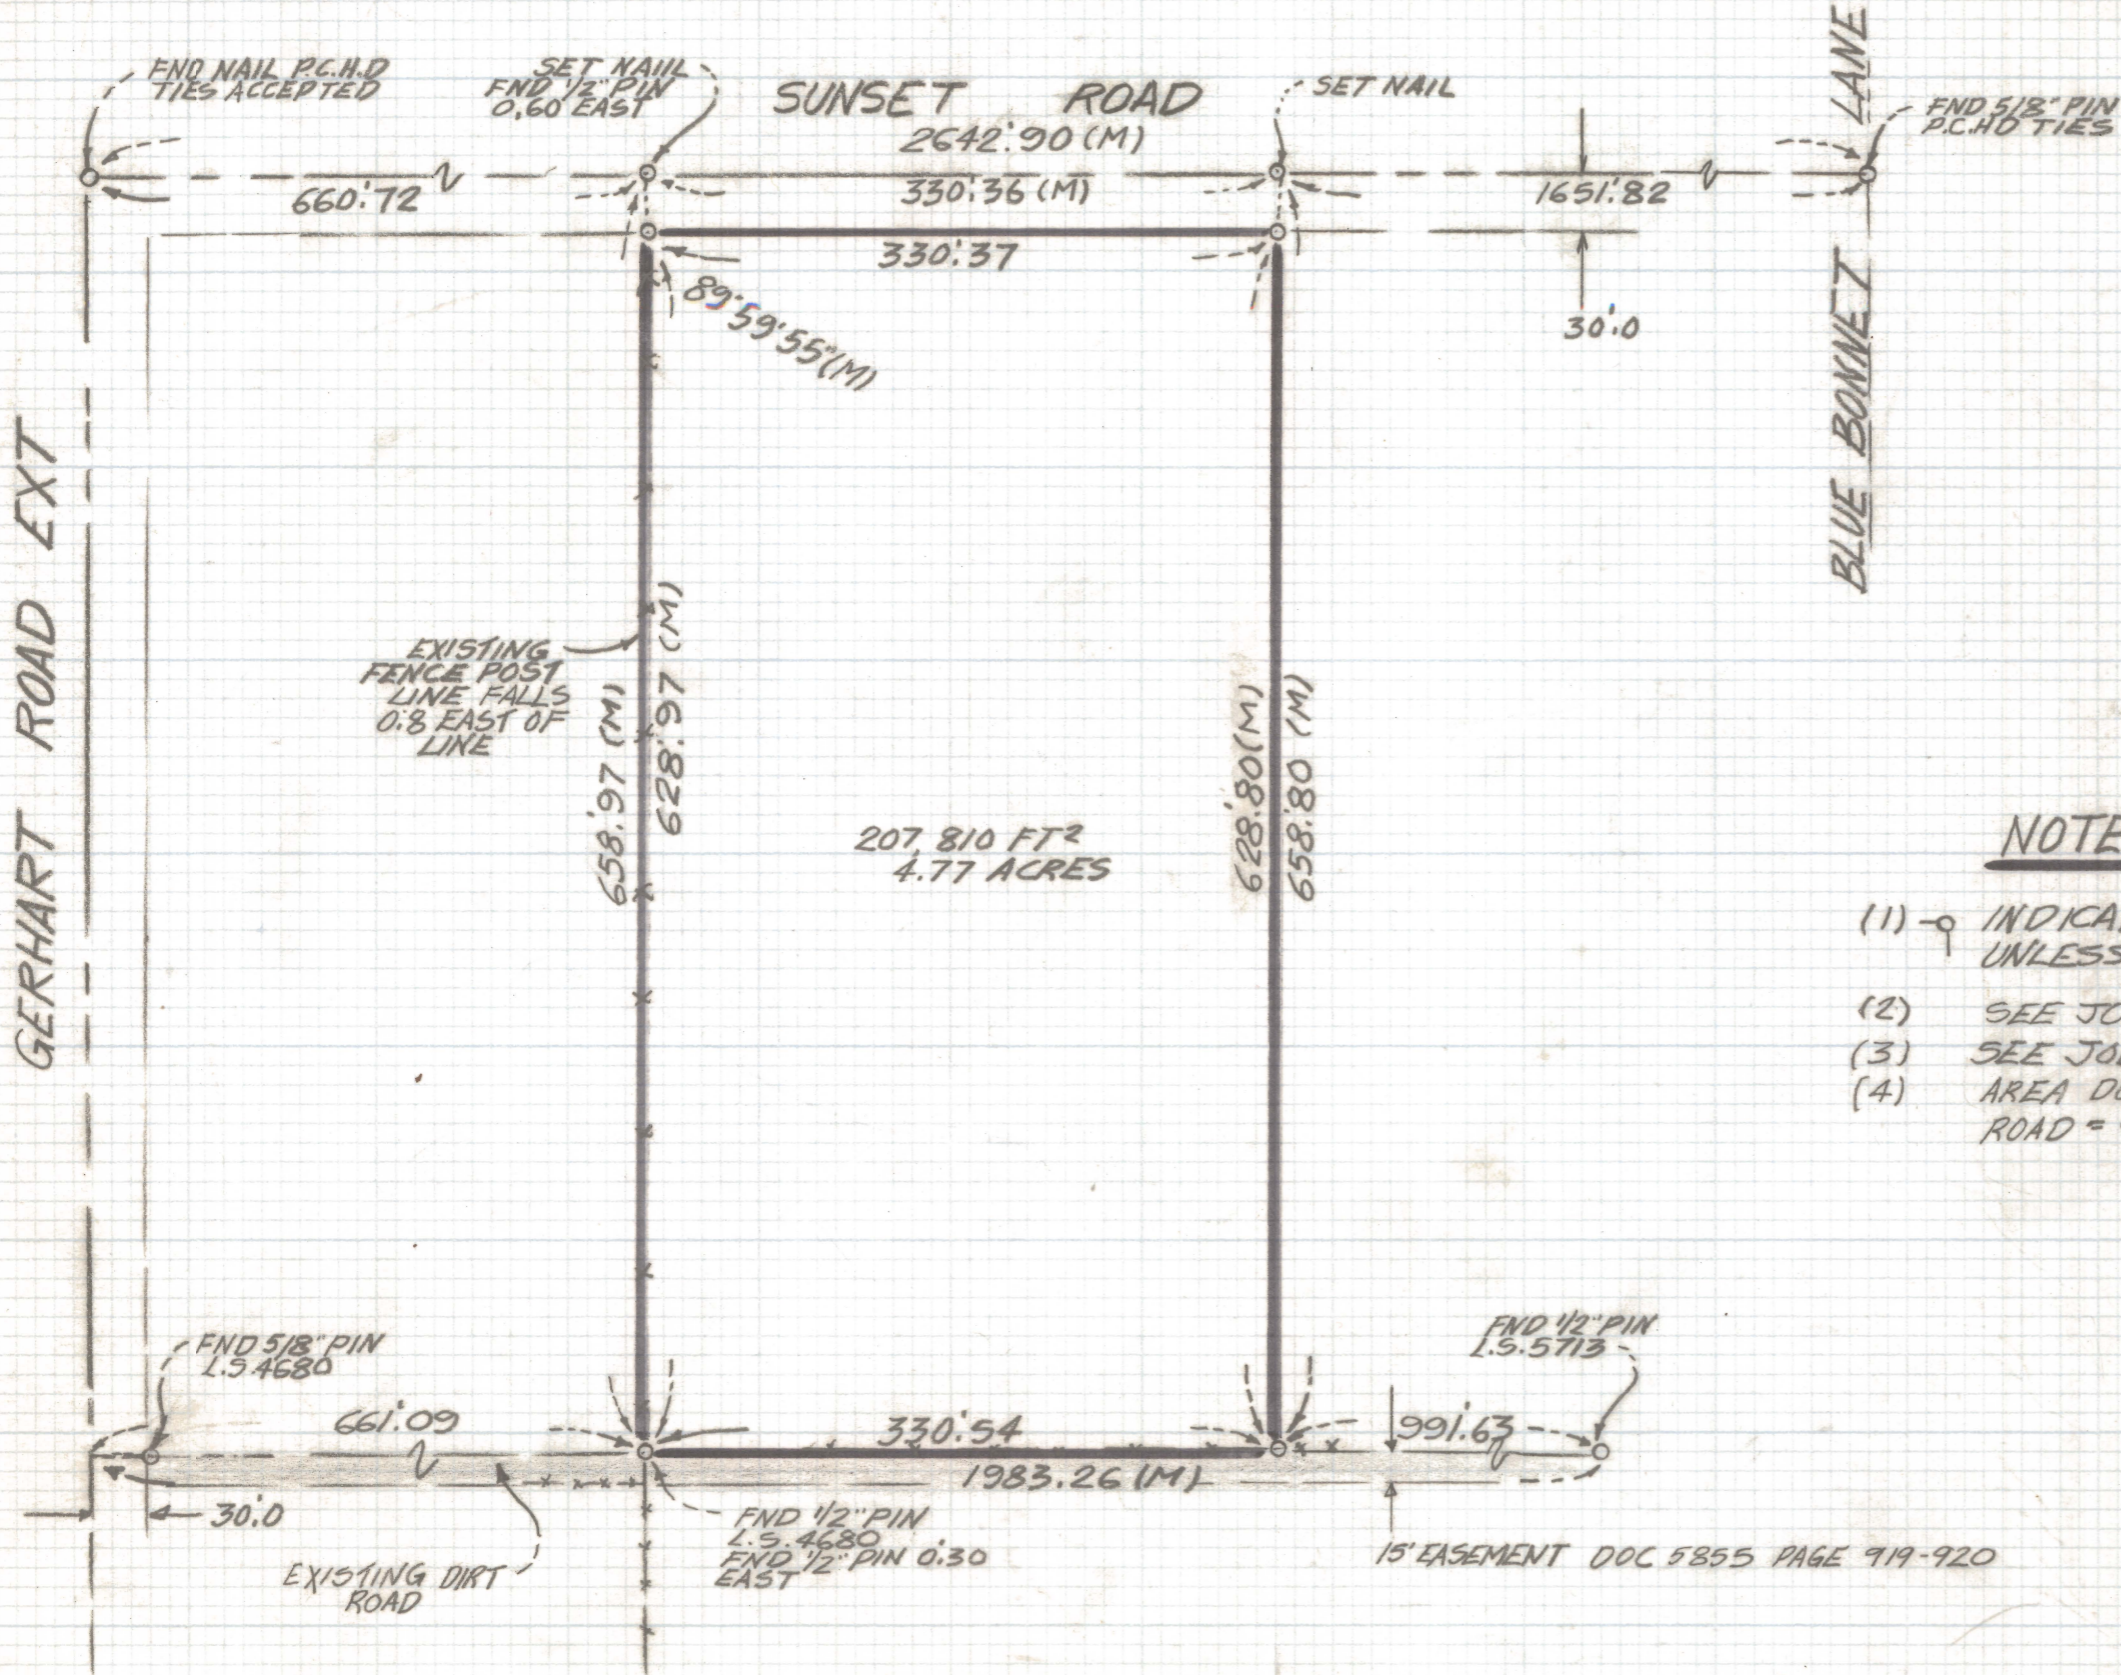 FND NAIL P.C.H.D
TIES ACCEPTED
SET NAIIL
FND 1/2" PIN
0.60 EAST
SUNSET ROAD
2642.'90 (M)
SET NAIL
LANE
FND 5/8" PIN
P.C.HD TIES
660.'72
330.'36 (M)
1651.'82
330.'37
89°59'55"(M)
30.'0
BLUE BONNET
GERHART ROAD EXT
EXISTING
FENCE POST
LINE FALLS
0.'8 EAST OF
LINE
658.'97 (M)
628.'97 (M)
207,810 FT²
4.77 ACRES
628.'80(M)
658.'80 (M)
NOTE
(1) INDICA
UNLESS
(2) SEE JO
(3) SEE JO
(4) AREA
ROAD =
FND 5/8" PIN
L.S.4680
661.'09
330.'54
1983.26 (M)
FND 1/2" PIN
L.S.5713
991.'63
30.'0
EXISTING DIRT
ROAD
FND 1/2" PIN
L.S.4680
FND 1/2" PIN 0.'30
EAST
15' EASEMENT DOC 5855 PAGE 919-920